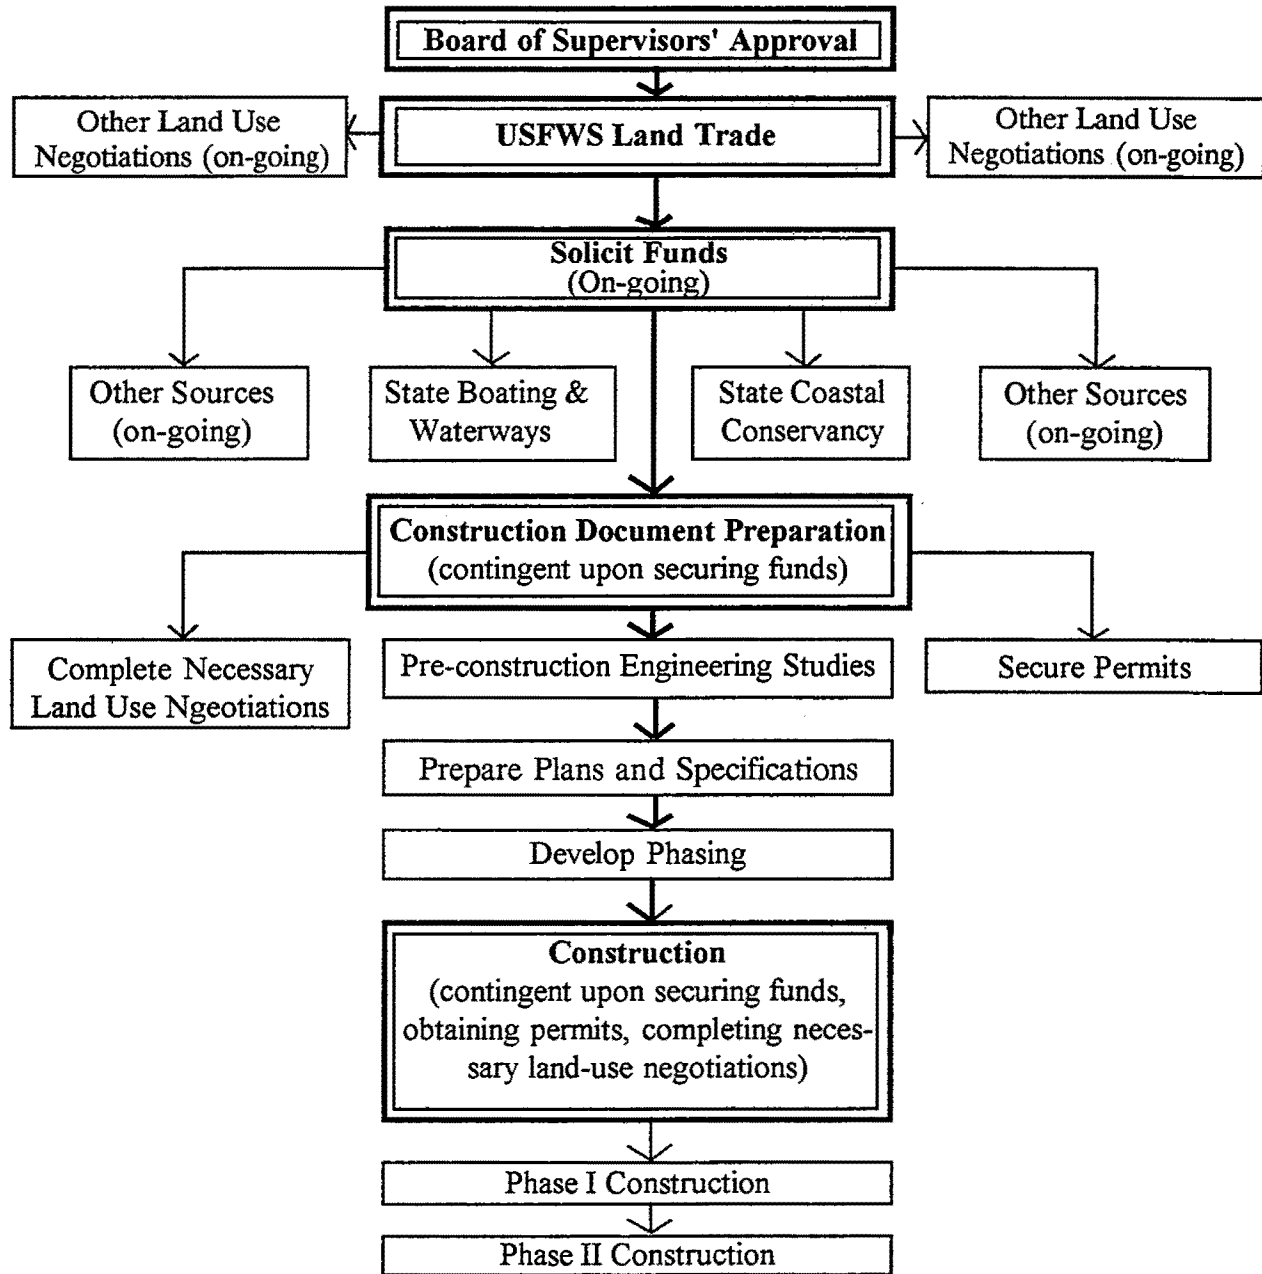 Board of Supervisors' Approval
Other Land Use
Negotiations (on-going)
USFWS Land Trade
Other Land Use
Negotiations (on-going)
Solicit Funds
(On-going)
Other Sources
(on-going)
State Boating &
Waterways
State Coastal
Conservancy
Other Sources
(on-going)
Construction Document Preparation
(contingent upon securing funds)
Complete Necessary
Land Use Ngeotiations
Pre-construction Engineering Studies
Secure Permits
Prepare Plans and Specifications
Develop Phasing
Construction
(contingent upon securing funds,
obtaining permits, completing neces-
sary land-use negotiations)
Phase I Construction
Phase II Construction